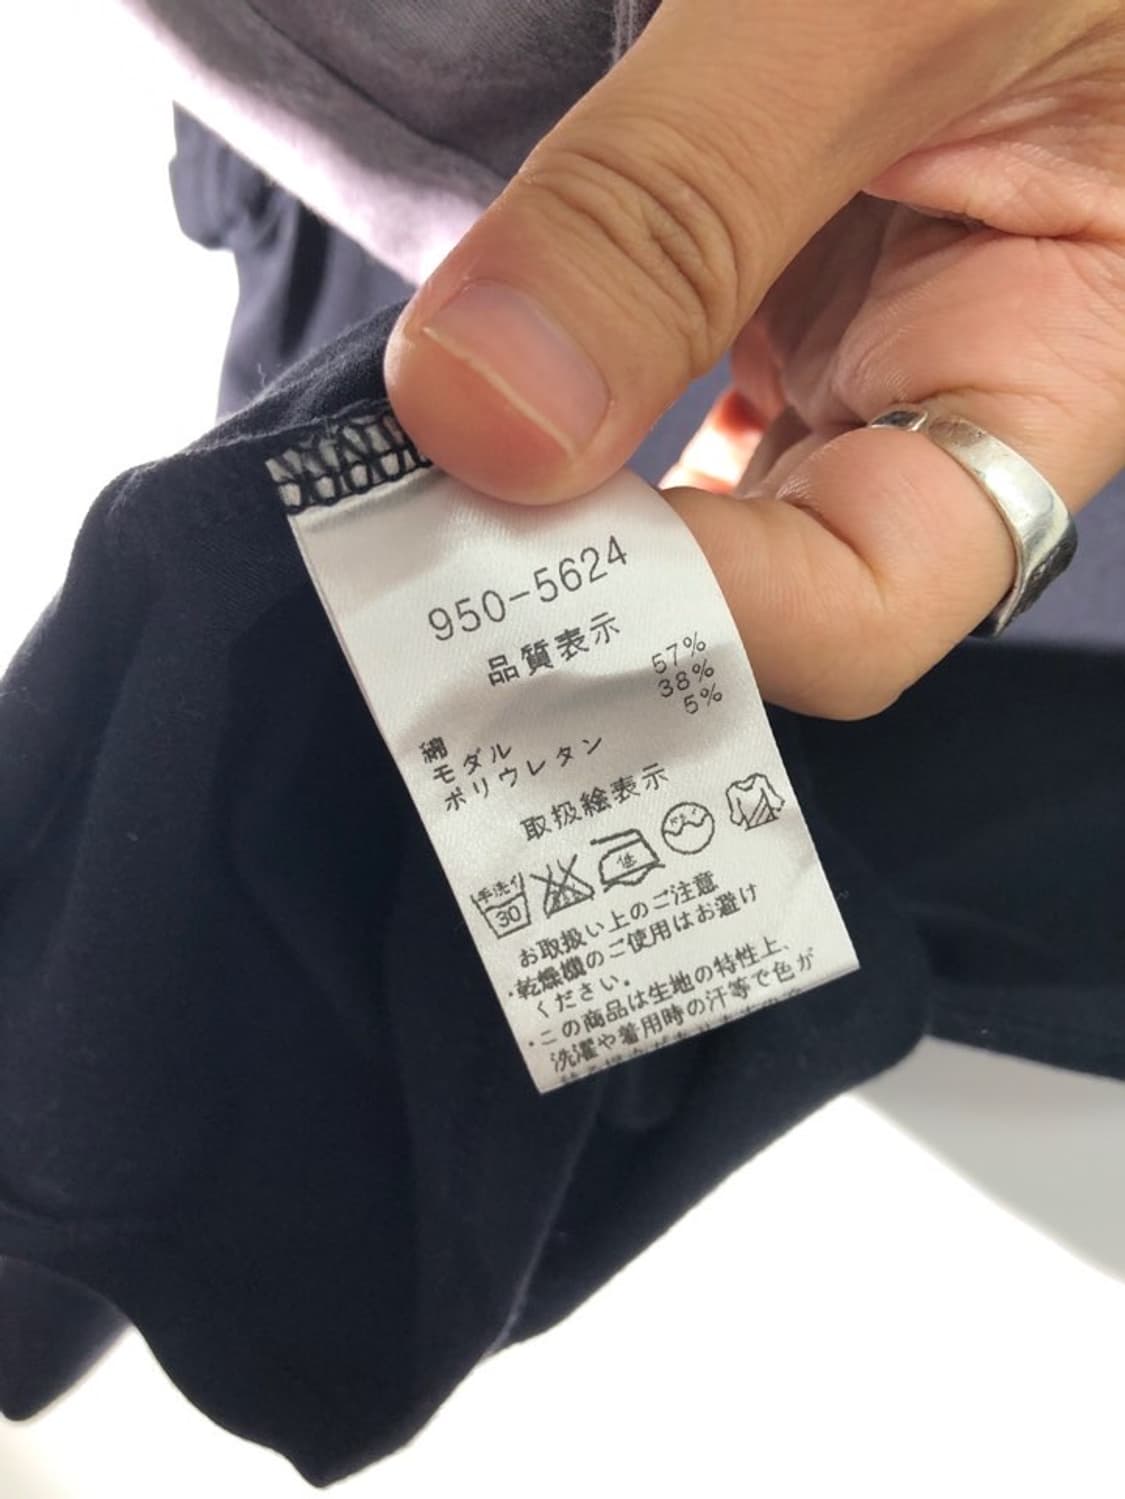 950-5624
品質表示
綿 57%
モダル 38%
ポリウレタン 5%
取扱絵表示
手洗イ 30 低
お取扱い上のご注意
・乾燥機のご使用はお避け
ください。
・この商品は生地の特性上、
洗濯や着用時の汗等で色が